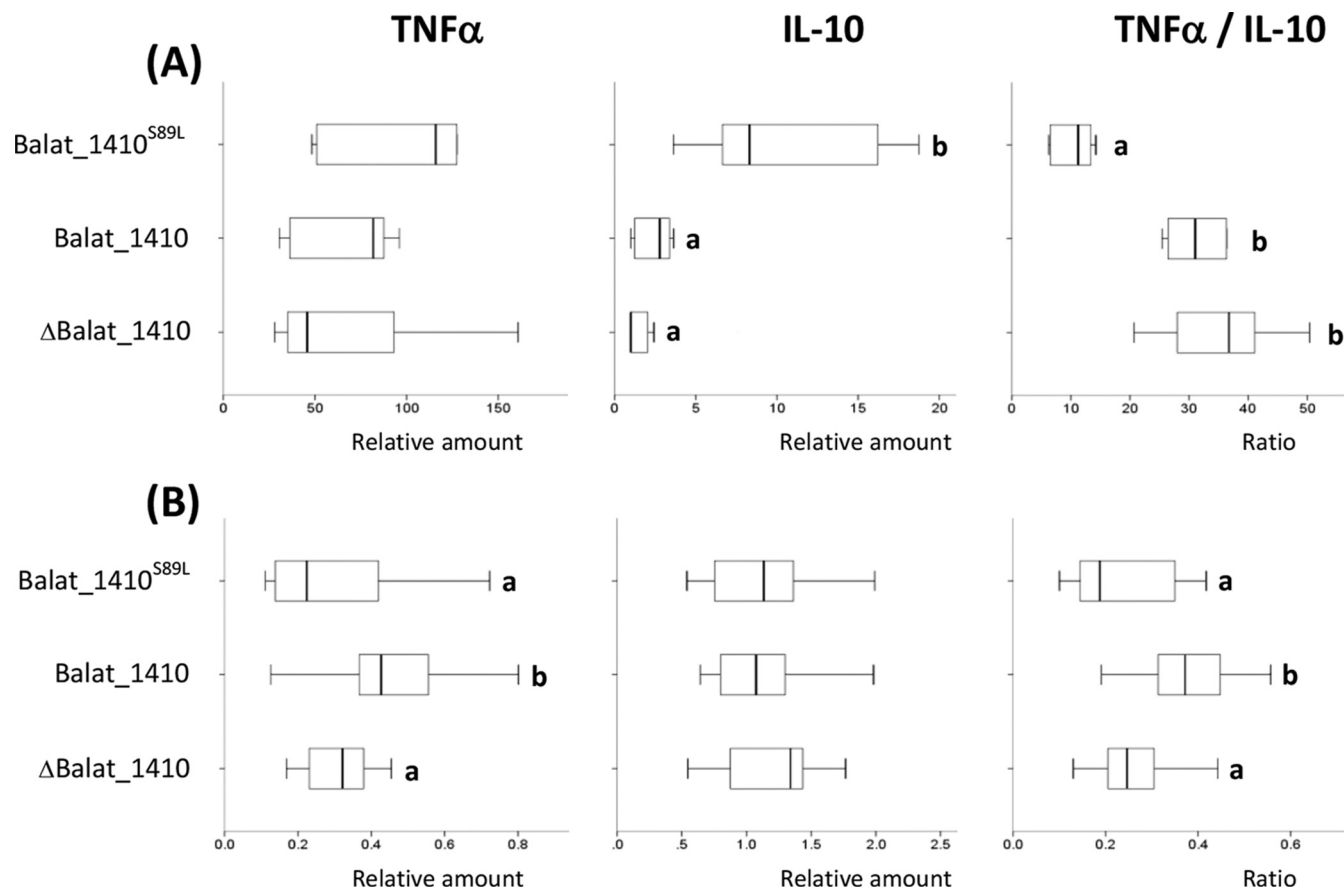 TNFα IL-10 TNFα / IL-10
(A)
Balat_1410S89L b a
Balat_1410 a b
ΔBalat_1410 a b
0 50 100 150 0 5 10 15 20 0 10 20 30 40 50
Relative amount Relative amount Ratio
(B)
Balat_1410S89L a a
Balat_1410 b b
ΔBalat_1410 a a
0.0 0.2 0.4 0.6 0.8 .0 .5 1.0 1.5 2.0 2.5 0.0 0.2 0.4 0.6
Relative amount Relative amount Ratio